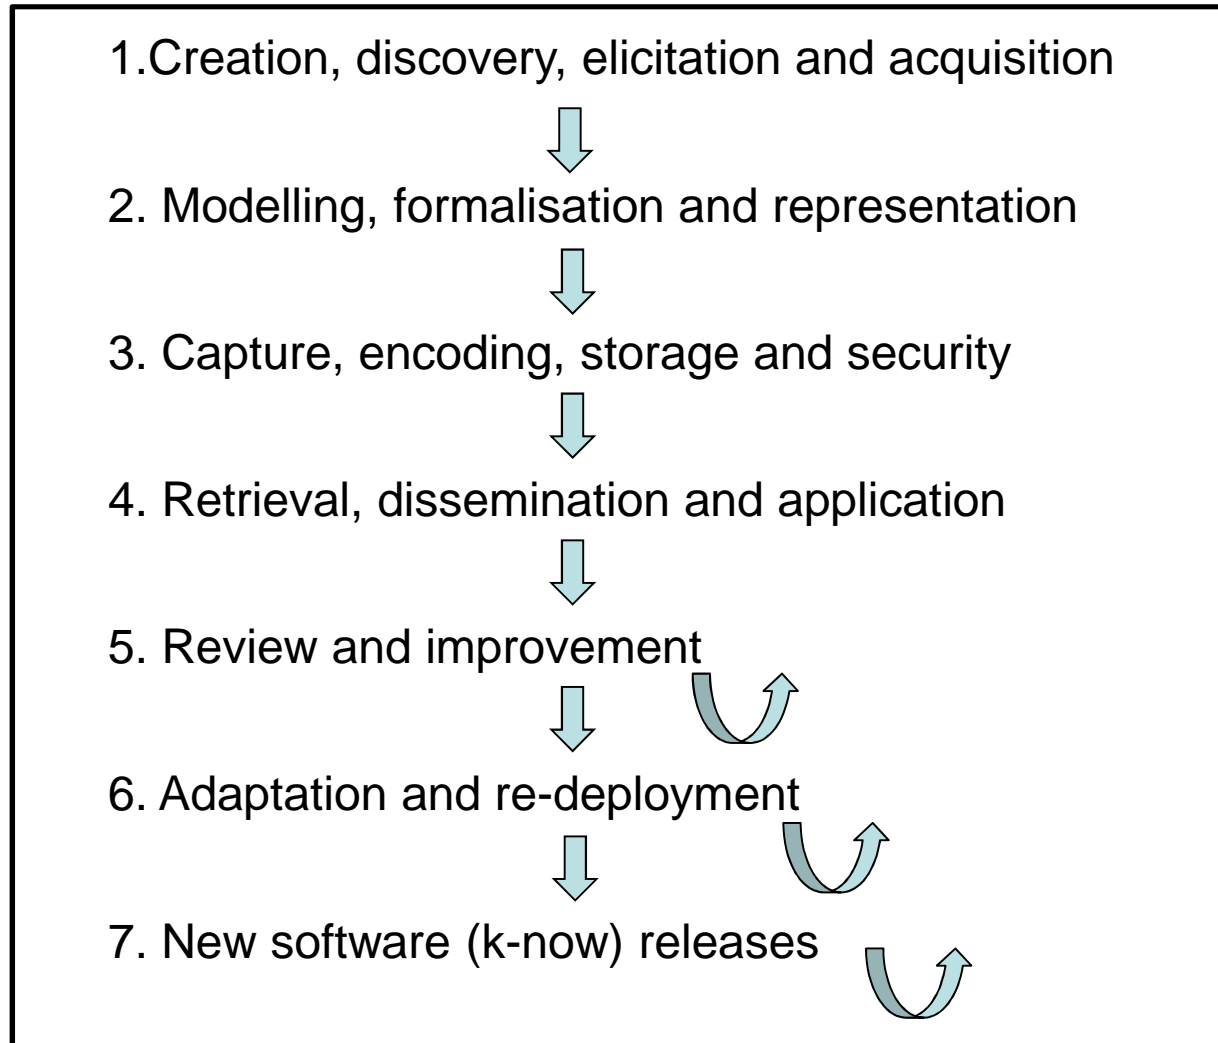 1.Creation, discovery, elicitation and acquisition
2. Modelling, formalisation and representation
3. Capture, encoding, storage and security
4. Retrieval, dissemination and application
5. Review and improvement
6. Adaptation and re-deployment
7. New software (k-now) releases